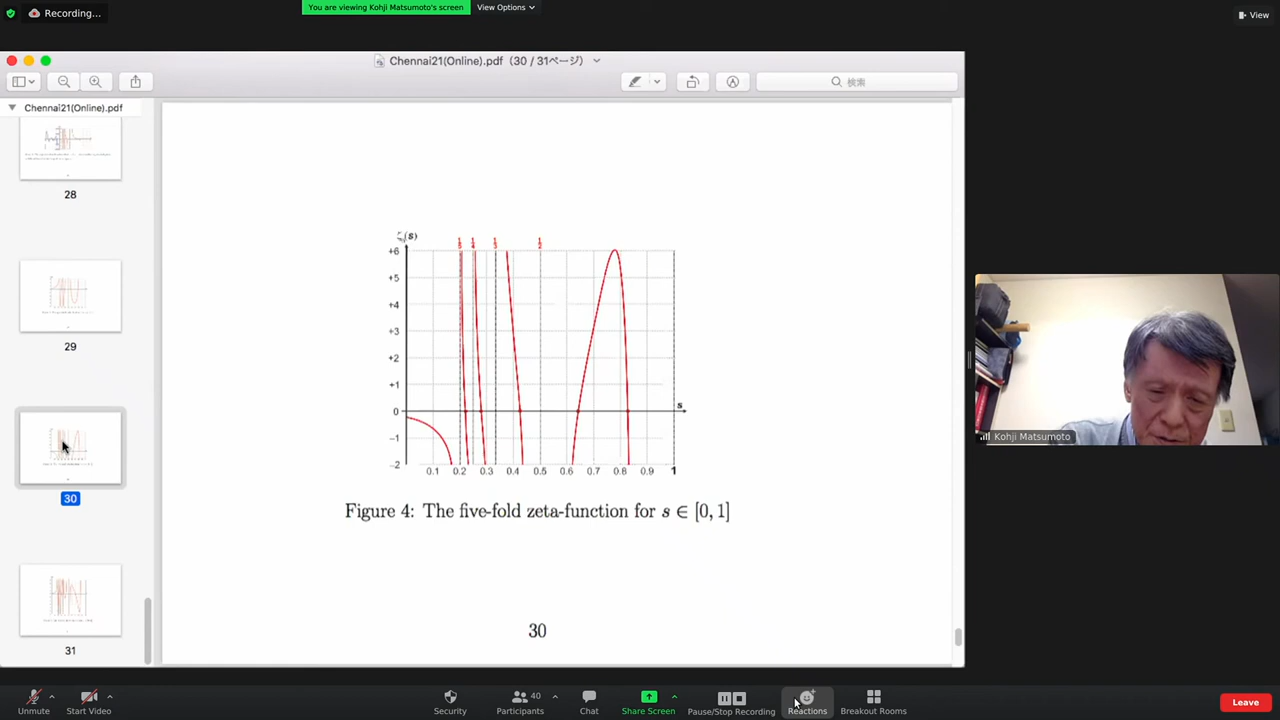 Recording...
You are viewing Kohji Matsumoto's screen
View Options
View
Chennai21(Online).pdf（30 / 31ページ）
検索
Chennai21(Online).pdf
28
29
30
31
(s)
+6
+5
+4
+3
+2
+1
0
−1
−2
s
0.1 0.2 0.3 0.4 0.5 0.6 0.7 0.8 0.9 1
Figure 4: The five-fold zeta-function for s ∈ [0, 1]
30
Kohji Matsumoto
Unmute
Start Video
Security
Participants 40
Chat
Share Screen
Pause/Stop Recording
Reactions
Breakout Rooms
Leave